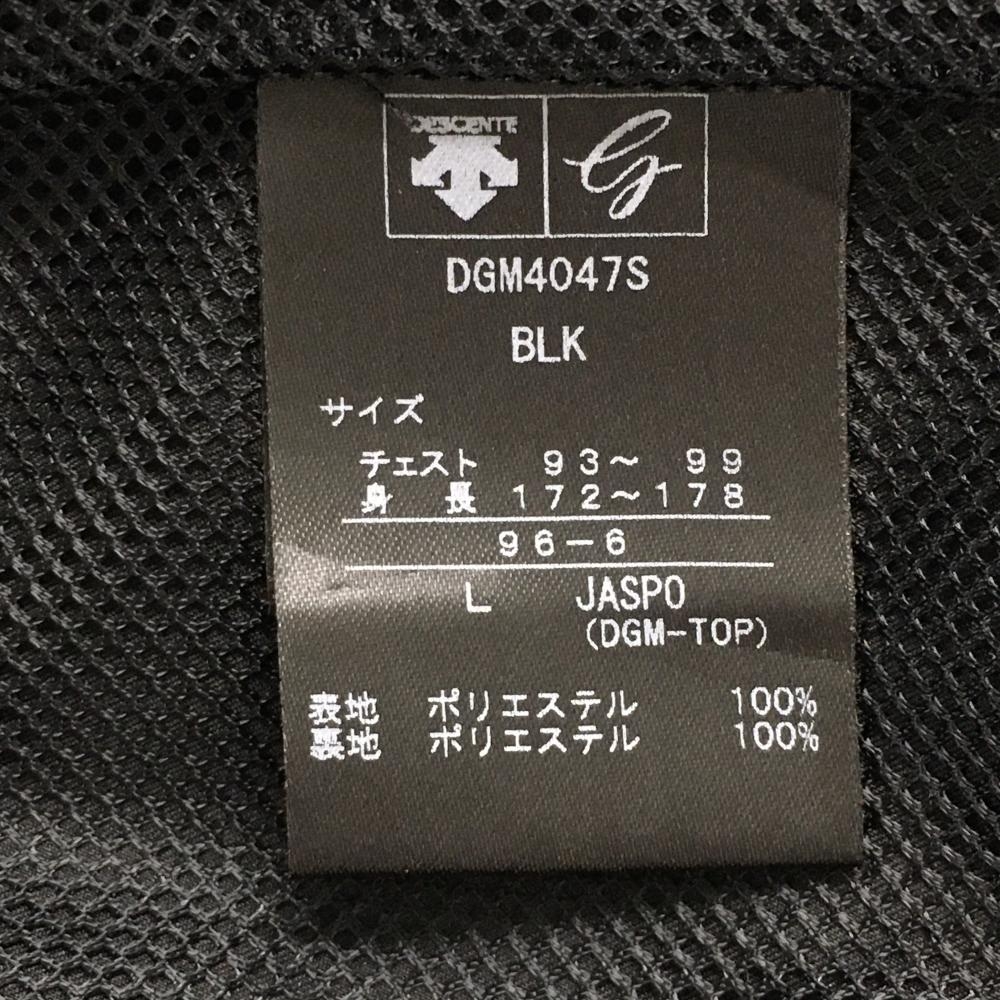 DESCENTE
G
DGM4047S
BLK
サイズ
チェスト 93～ 99
身 長 172～178
96－6
L JASPO
(DGM-TOP)
表地 ポリエステル 100%
裏地 ポリエステル 100%